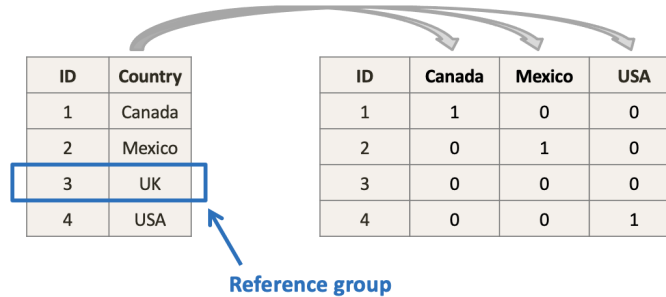 ID Country
1 Canada
2 Mexico
3 UK
4 USA
ID Canada Mexico USA
1 1 0 0
2 0 1 0
3 0 0 0
4 0 0 1
Reference group